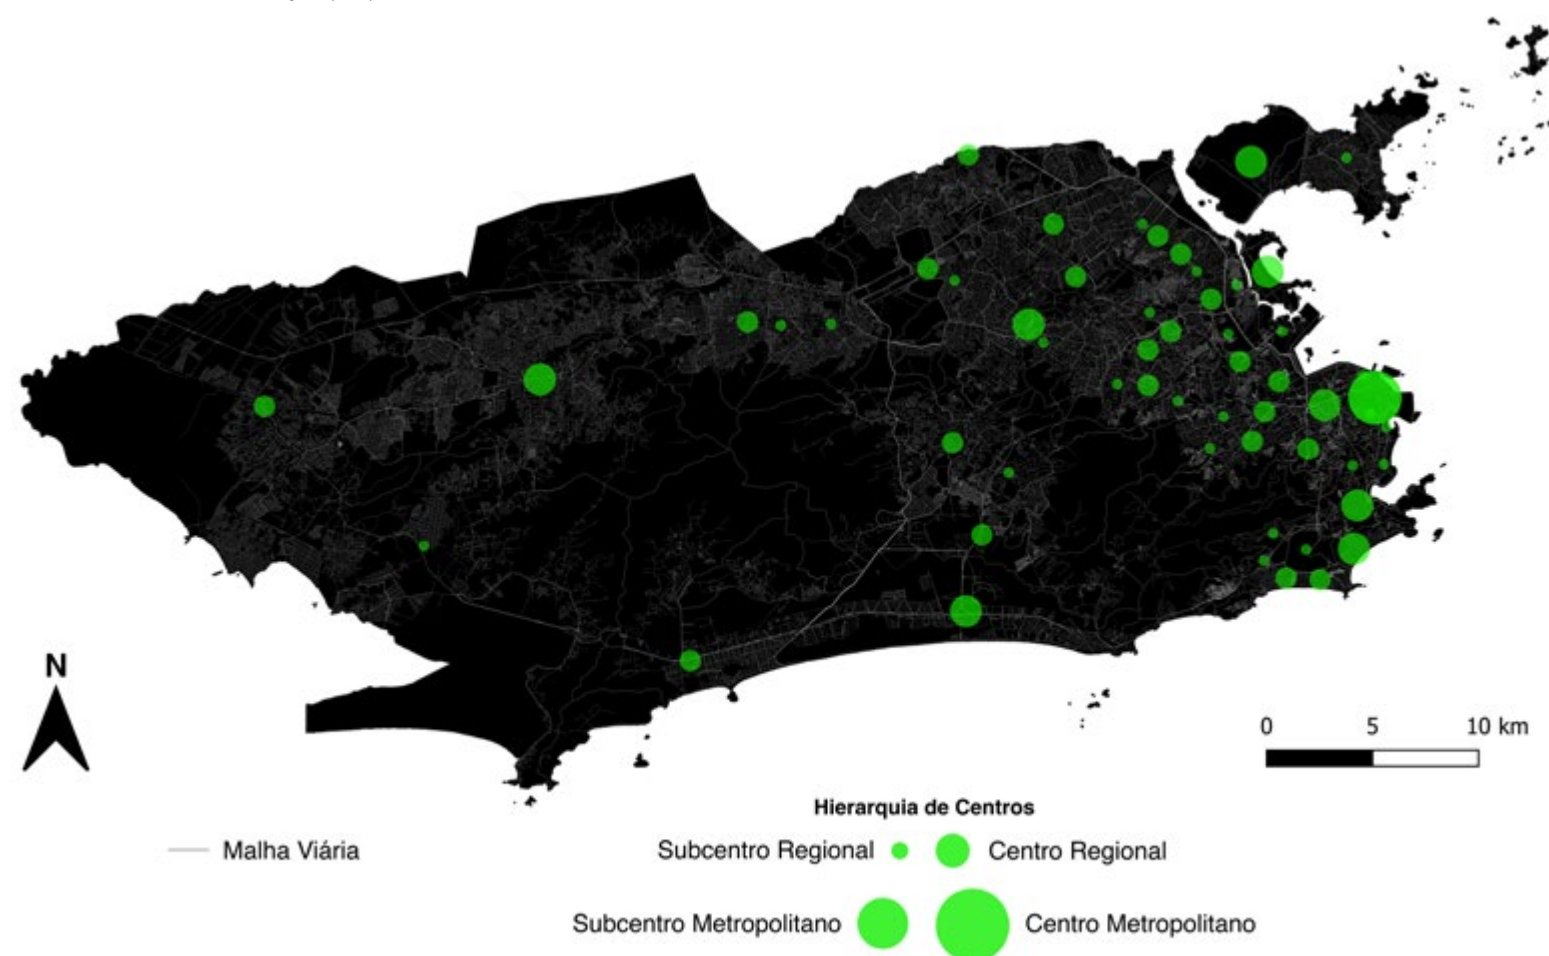 N
0 5 10 km
Hierarquia de Centros
Malha Viária
Subcentro Regional
Centro Regional
Subcentro Metropolitano
Centro Metropolitano